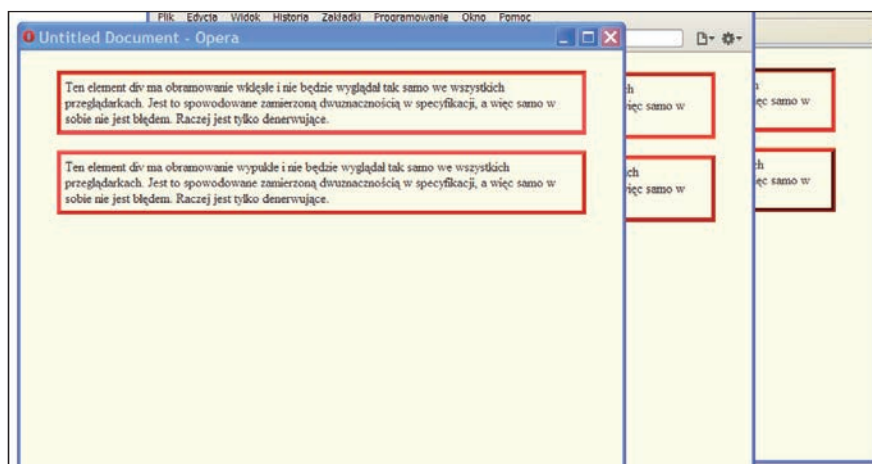 Plik Edycja Widok Historia Zakładki Programowanie Okno Pomoc
Untitled Document - Opera
Ten element div ma obramowanie wklęsłe i nie będzie wyglądał tak samo we wszystkich
przeglądarkach. Jest to spowodowane zamierzoną dwuznacznością w specyfikacji, a więc samo w
sobie nie jest błędem. Raczej jest tylko denerwujące.
Ten element div ma obramowanie wypukłe i nie będzie wyglądał tak samo we wszystkich
przeglądarkach. Jest to spowodowane zamierzoną dwuznacznością w specyfikacji, a więc samo w
sobie nie jest błędem. Raczej jest tylko denerwujące.
ch
więc samo w
ch
więc samo w
h
ęc samo w
ch
ęc samo w